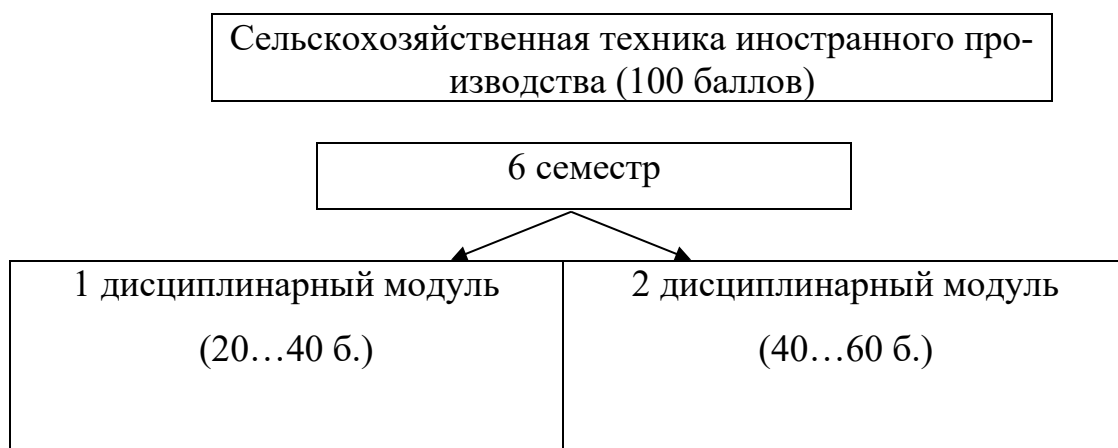 Сельскохозяйственная техника иностранного про-
изводства (100 баллов)
6 семестр
1 дисциплинарный модуль
(20…40 б.)
2 дисциплинарный модуль
(40…60 б.)